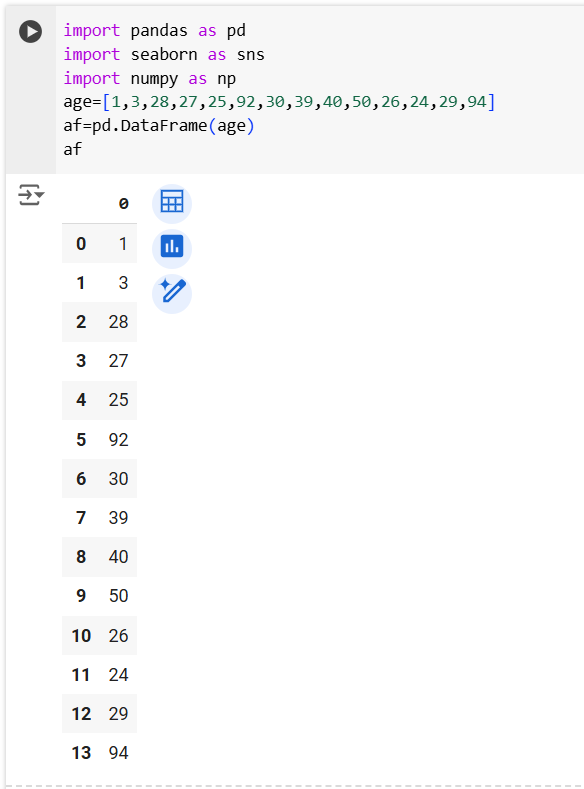 import pandas as pd
import seaborn as sns
import numpy as np
age=[1,3,28,27,25,92,30,39,40,50,26,24,29,94]
af=pd.DataFrame(age)
af
0
0 1
1 3
2 28
3 27
4 25
5 92
6 30
7 39
8 40
9 50
10 26
11 24
12 29
13 94